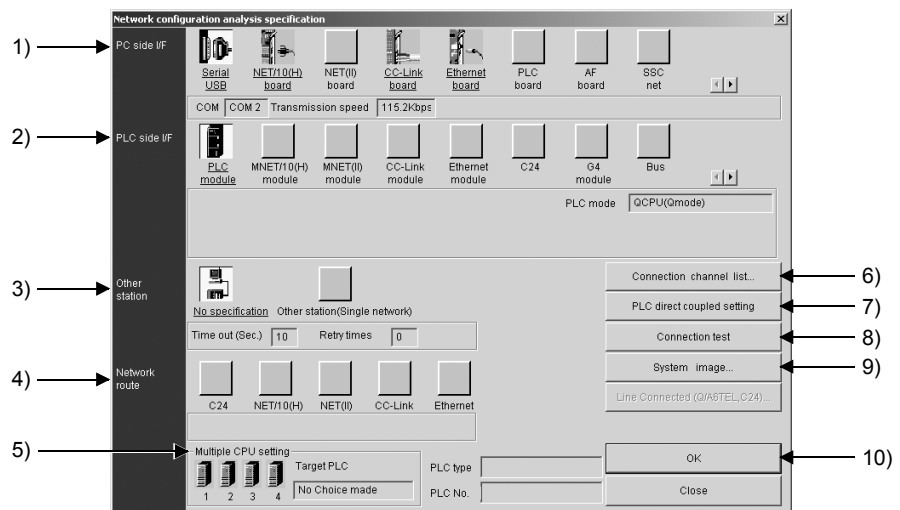 Network configuration analysis specification
1)
PC side I/F
Serial USB
NET/10(H) board
NET(II) board
CC-Link board
Ethernet board
PLC board
AF board
SSC net
COM COM 2 Transmission speed 115.2Kbps
2)
PLC side I/F
PLC module
MNET/10(H) module
MNET(II) module
CC-Link module
Ethernet module
C24
G4 module
Bus
PLC mode QCPU(Qmode)
3)
Other station
No specification
Other station(Single network)
Time out (Sec.) 10 Retry times 0
4)
Network route
C24
NET/10(H)
NET(II)
CC-Link
Ethernet
5)
Multiple CPU setting
1 2 3 4
Target PLC
No Choice made
PLC type
PLC No.
Connection channel list...
6)
PLC direct coupled setting
7)
Connection test
8)
System image...
9)
Line Connected (Q/A6TEL,C24)...
OK
10)
Close